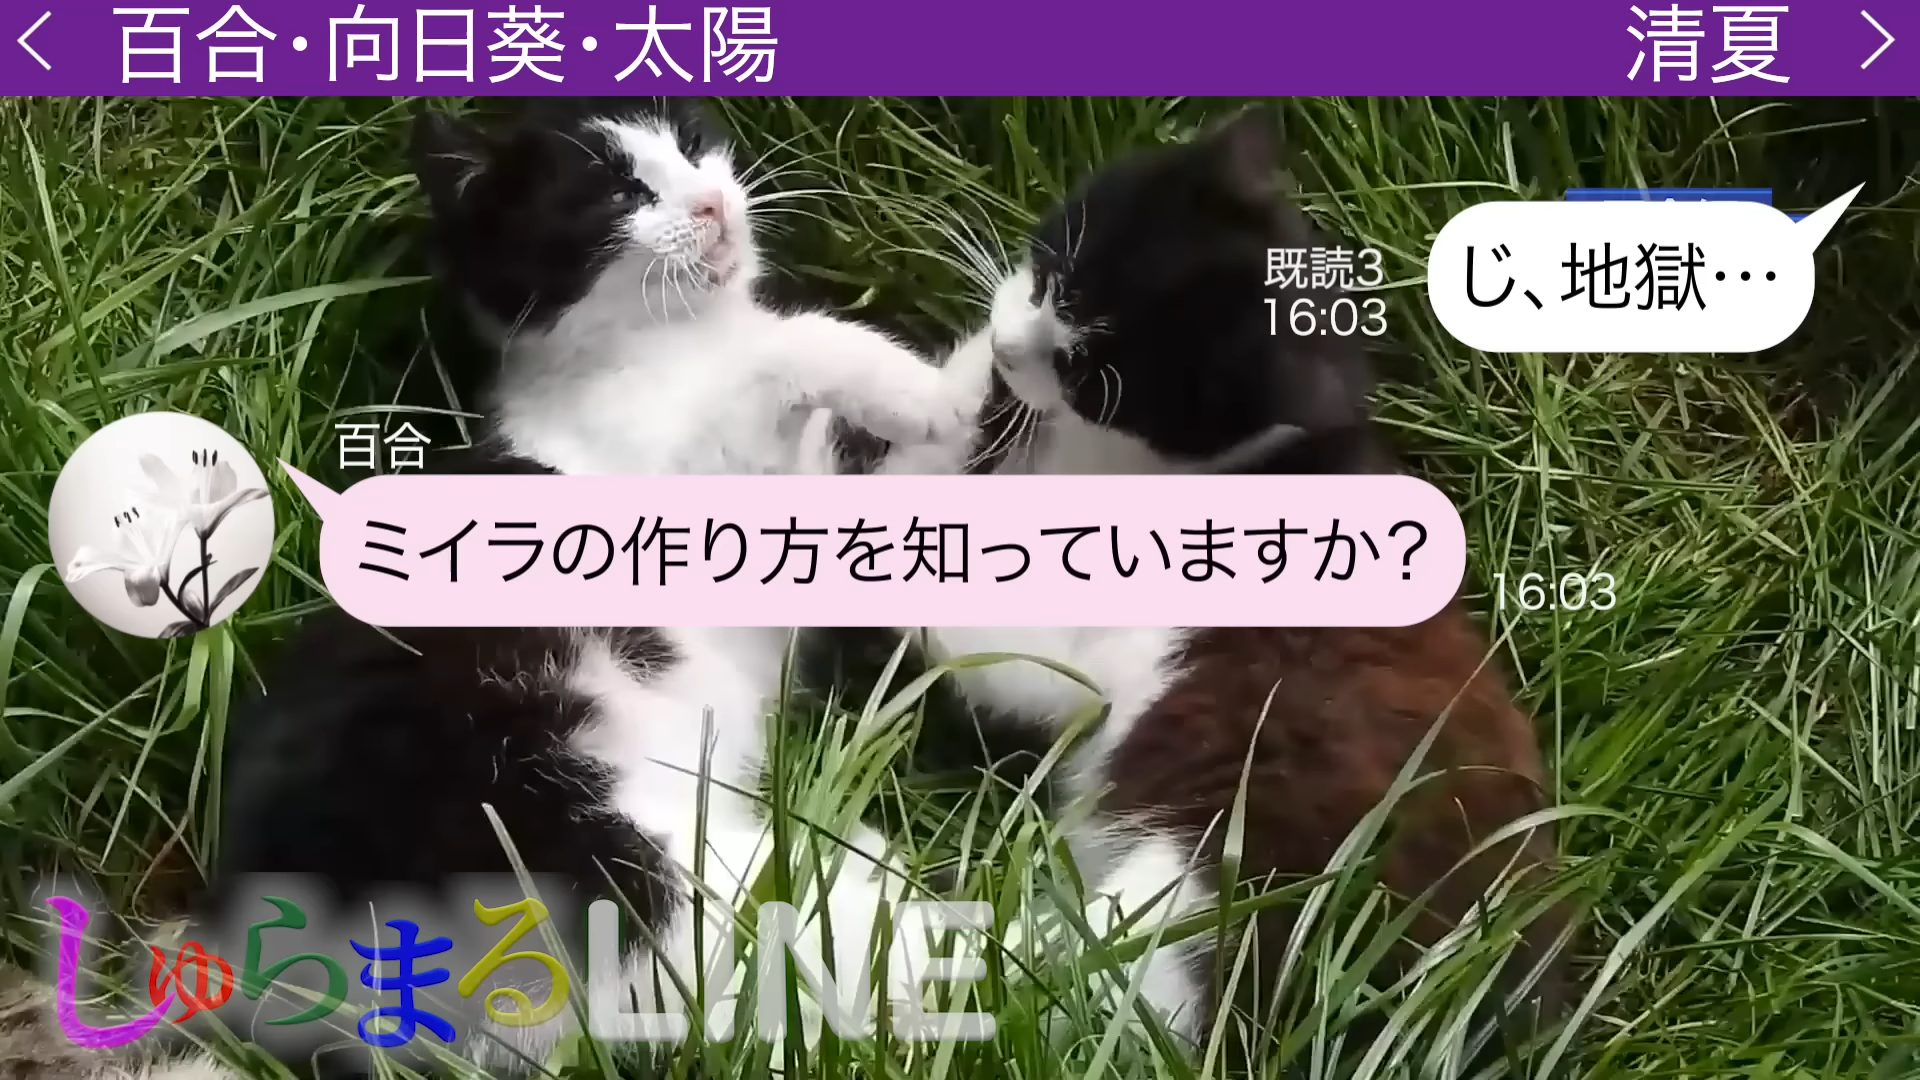 百合・向日葵・太陽
清夏
じ、地獄…
既読3
16:03
百合
ミイラの作り方を知っていますか?
16:03
しゅらまるLINE